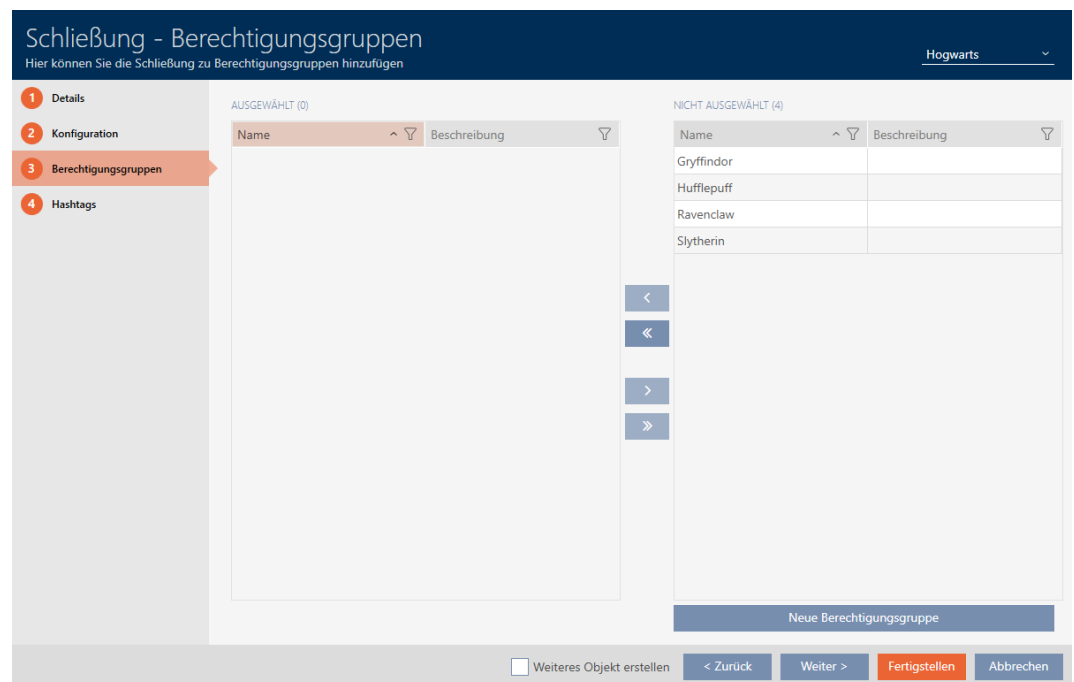 Schließung - Berechtigungsgruppen
Hier können Sie die Schließung zu Berechtigungsgruppen hinzufügen
Hogwarts
1 Details
2 Konfiguration
3 Berechtigungsgruppen
4 Hashtags
AUSGEWÄHLT (0)
Name Beschreibung
NICHT AUSGEWÄHLT (4)
Name Beschreibung
Gryffindor
Hufflepuff
Ravenclaw
Slytherin
Neue Berechtigungsgruppe
Weiteres Objekt erstellen < Zurück Weiter > Fertigstellen Abbrechen